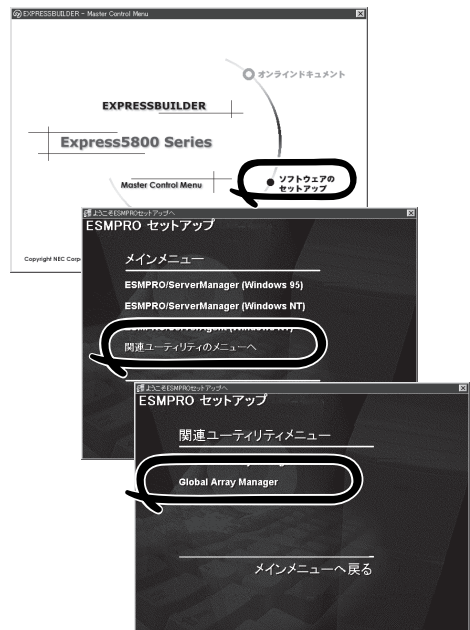 EXPRESSBUILDER - Master Control Menu
オンラインドキュメント
EXPRESSBUILDER
Express5800 Series
ソフトウェアの
セットアップ
Master Control Menu
Copyright NEC Corp
ようこそESMPROセットアップへ
ESMPRO セットアップ
メインメニュー
ESMPRO/ServerManager (Windows 95)
ESMPRO/ServerManager (Windows NT)
関連ユーティリティのメニューへ
ようこそESMPROセットアップへ
ESMPRO セットアップ
関連ユーティリティメニュー
Global Array Manager
メインメニューへ戻る